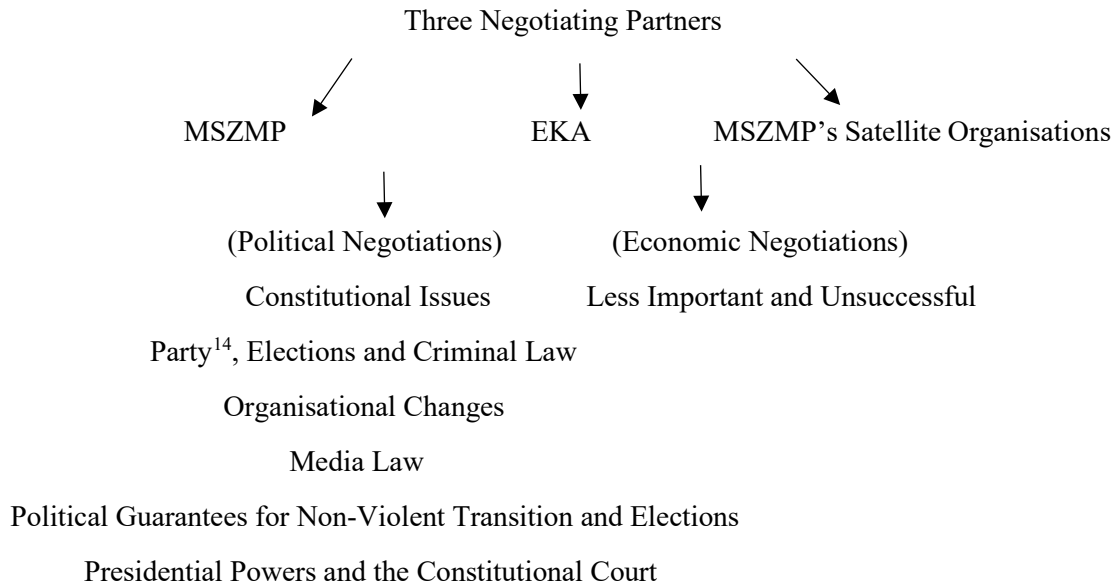 Three Negotiating Partners
MSZMP EKA MSZMP’s Satellite Organisations
(Political Negotiations) (Economic Negotiations)
Constitutional Issues Less Important and Unsuccessful
Party14, Elections and Criminal Law
Organisational Changes
Media Law
Political Guarantees for Non-Violent Transition and Elections
Presidential Powers and the Constitutional Court